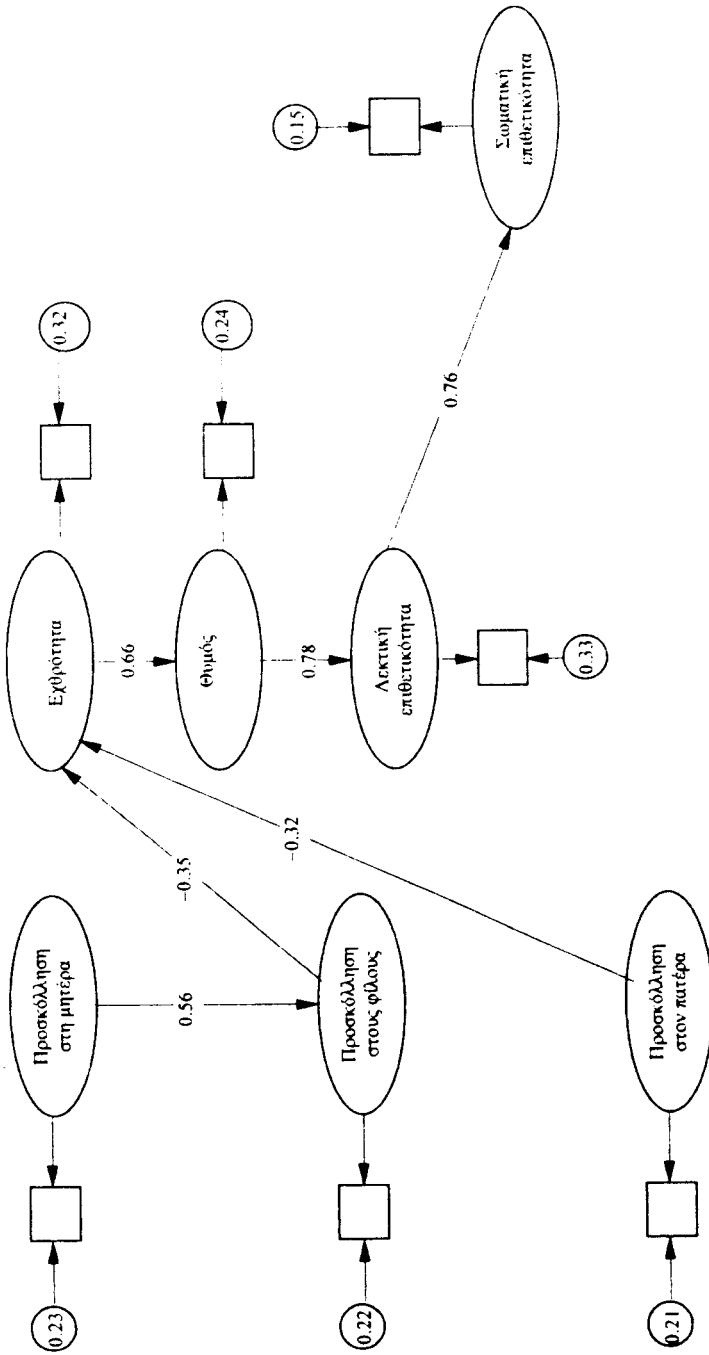 0.23
Προσκόλληση
στη μητέρα
Εχθρότητα
0.32
0.66
0.56
−0.35
Θυμός
0.24
0.78
0.22
Προσκόλληση
στους φίλους
−0.32
Λεκτική
επιθετικότητα
0.15
0.76
0.33
Σωματική
επιθετικότητα
0.21
Προσκόλληση
στον πατέρα